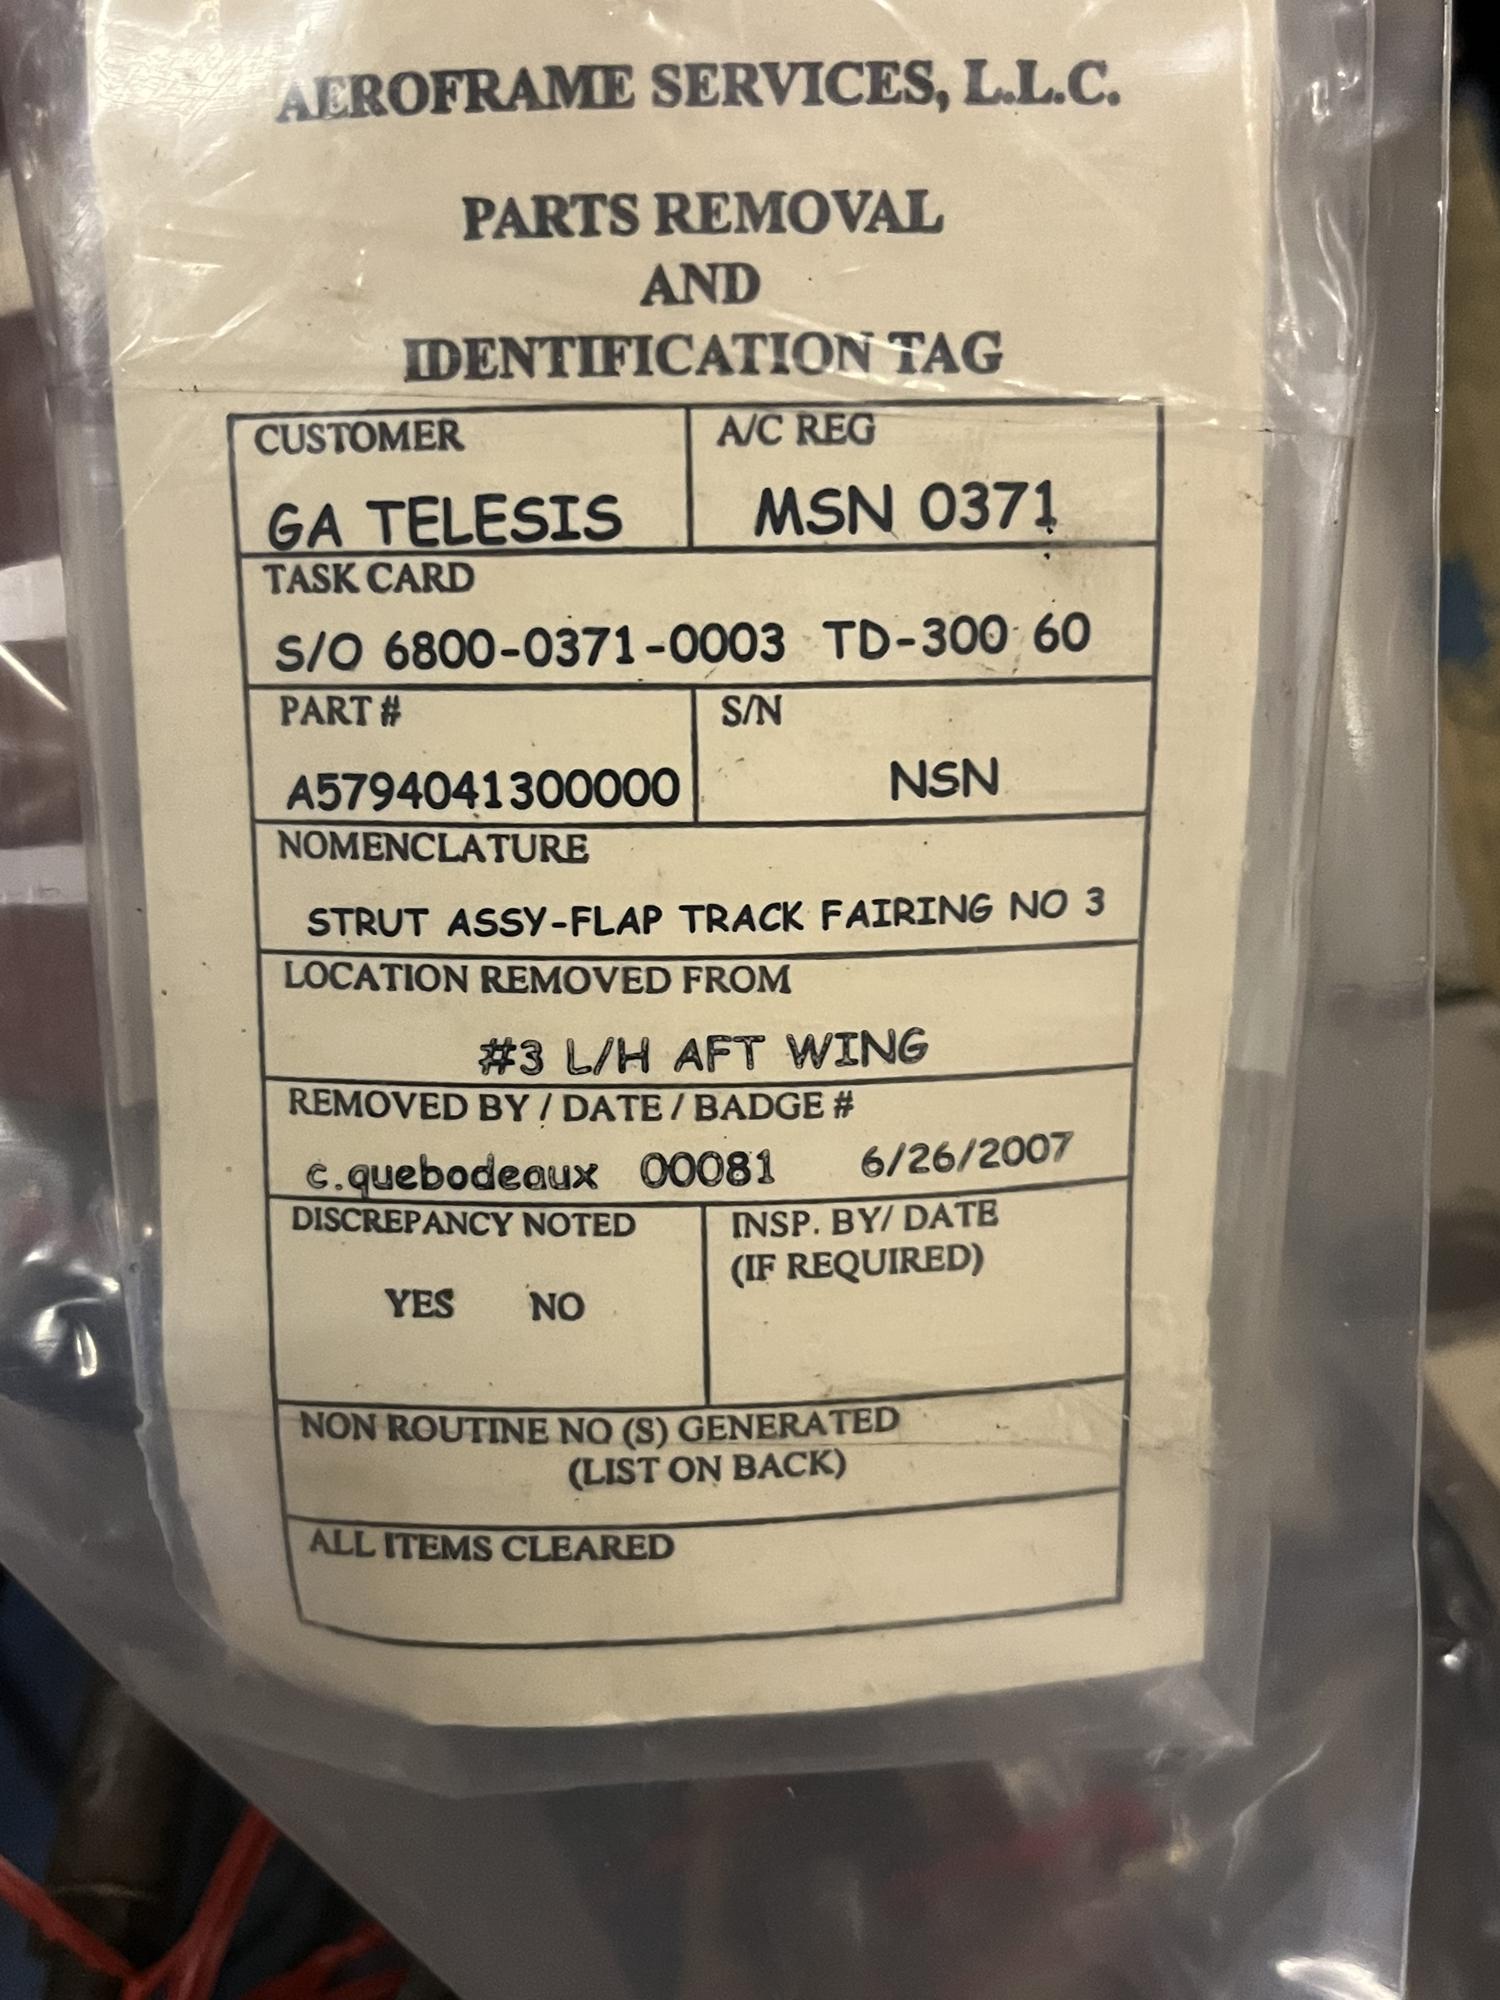 AEROFRAME SERVICES, L.L.C.
PARTS REMOVAL
AND
IDENTIFICATION TAG
CUSTOMER
GA TELESIS
A/C REG
MSN 0371
TASK CARD
S/O 6800-0371-0003 TD-300 60
PART #
A5794041300000
S/N
NSN
NOMENCLATURE
STRUT ASSY-FLAP TRACK FAIRING NO 3
LOCATION REMOVED FROM
#3 L/H AFT WING
REMOVED BY / DATE / BADGE #
c.quebodeaux 00081 6/26/2007
DISCREPANCY NOTED
YES NO
INSP. BY/ DATE
(IF REQUIRED)
NON ROUTINE NO (S) GENERATED
(LIST ON BACK)
ALL ITEMS CLEARED